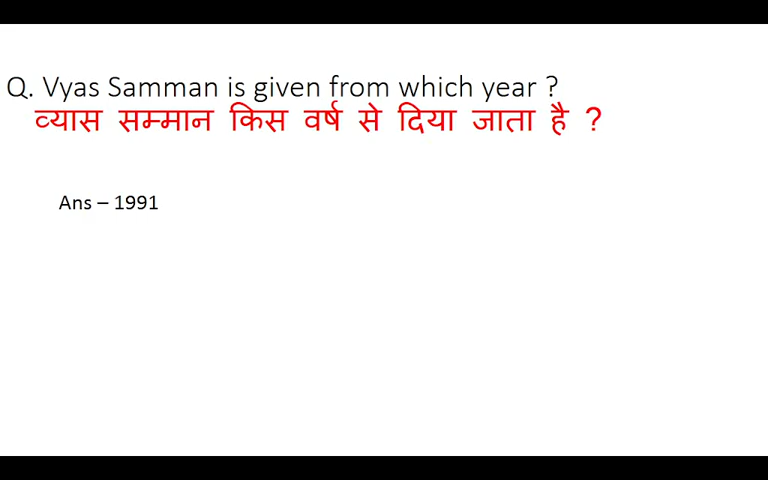 Q. Vyas Samman is given from which year ?
व्यास सम्मान किस वर्ष से दिया जाता है ?
Ans – 1991